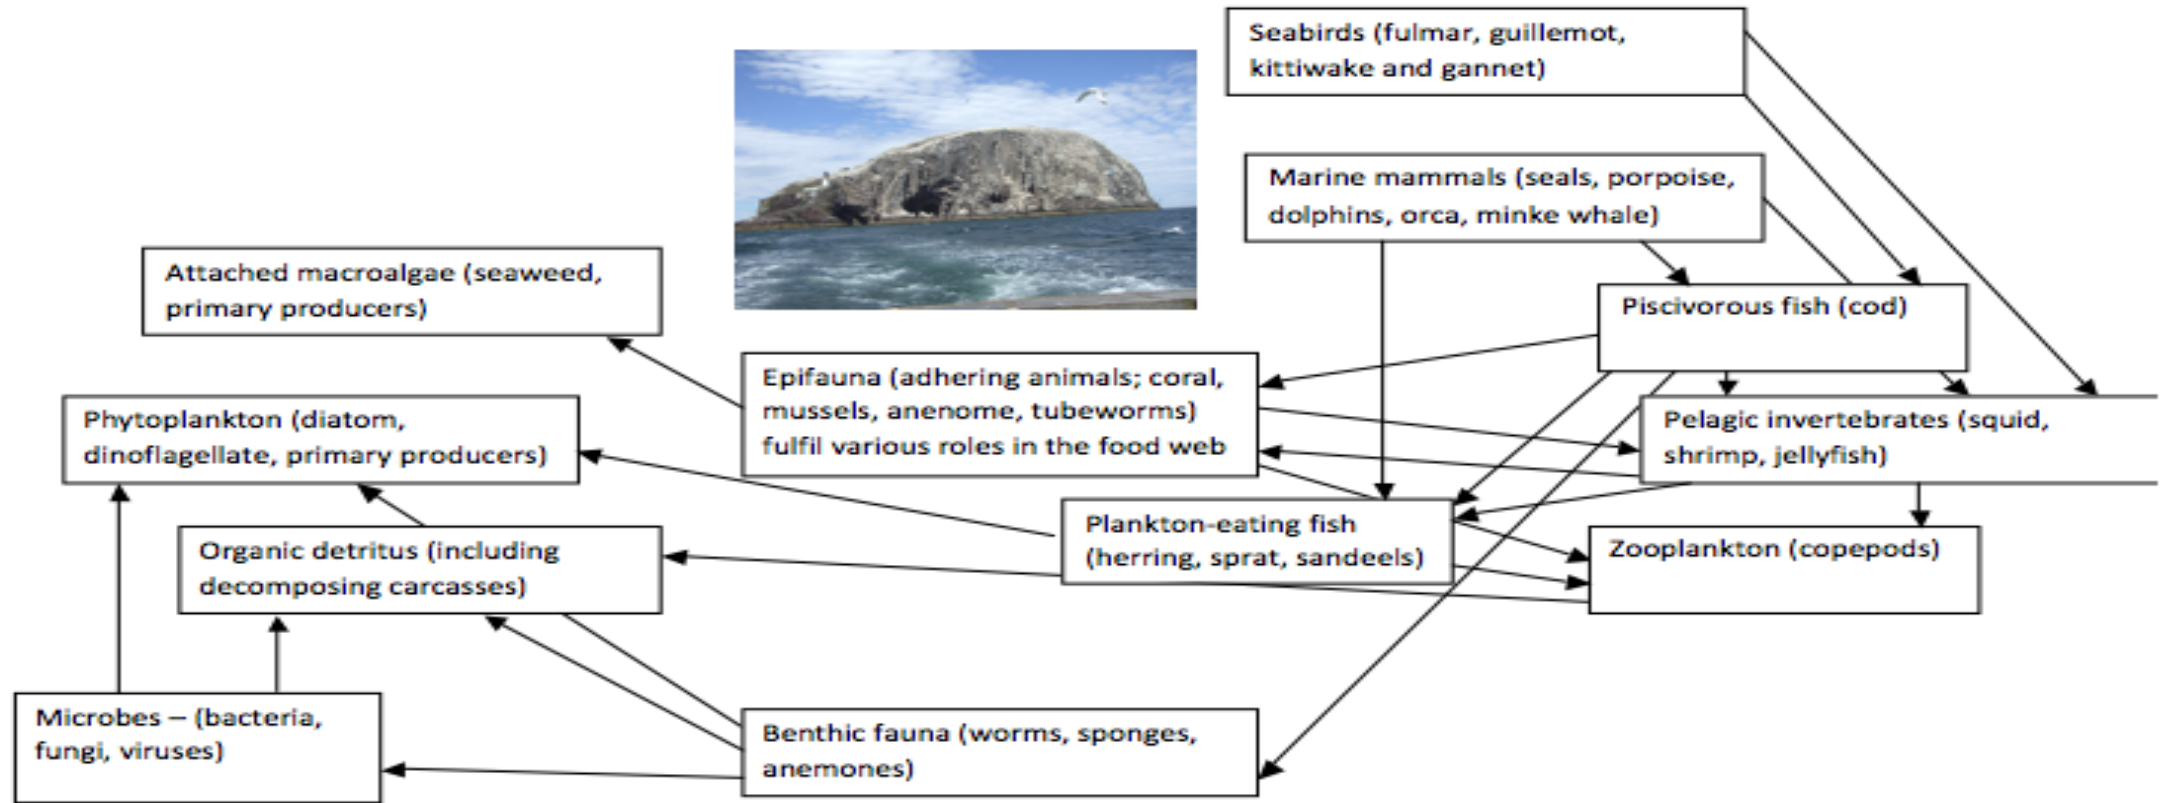 Seabirds (fulmar, guillemot,
kittiwake and gannet)
Marine mammals (seals, porpoise,
dolphins, orca, minke whale)
Attached macroalgae (seaweed,
primary producers)
Piscivorous fish (cod)
Epifauna (adhering animals; coral,
mussels, anenome, tubeworms)
fulfil various roles in the food web
Phytoplankton (diatom,
dinoflagellate, primary producers)
Pelagic invertebrates (squid,
shrimp, jellyfish)
Plankton-eating fish
(herring, sprat, sandeels)
Zooplankton (copepods)
Organic detritus (including
decomposing carcasses)
Microbes – (bacteria,
fungi, viruses)
Benthic fauna (worms, sponges,
anemones)